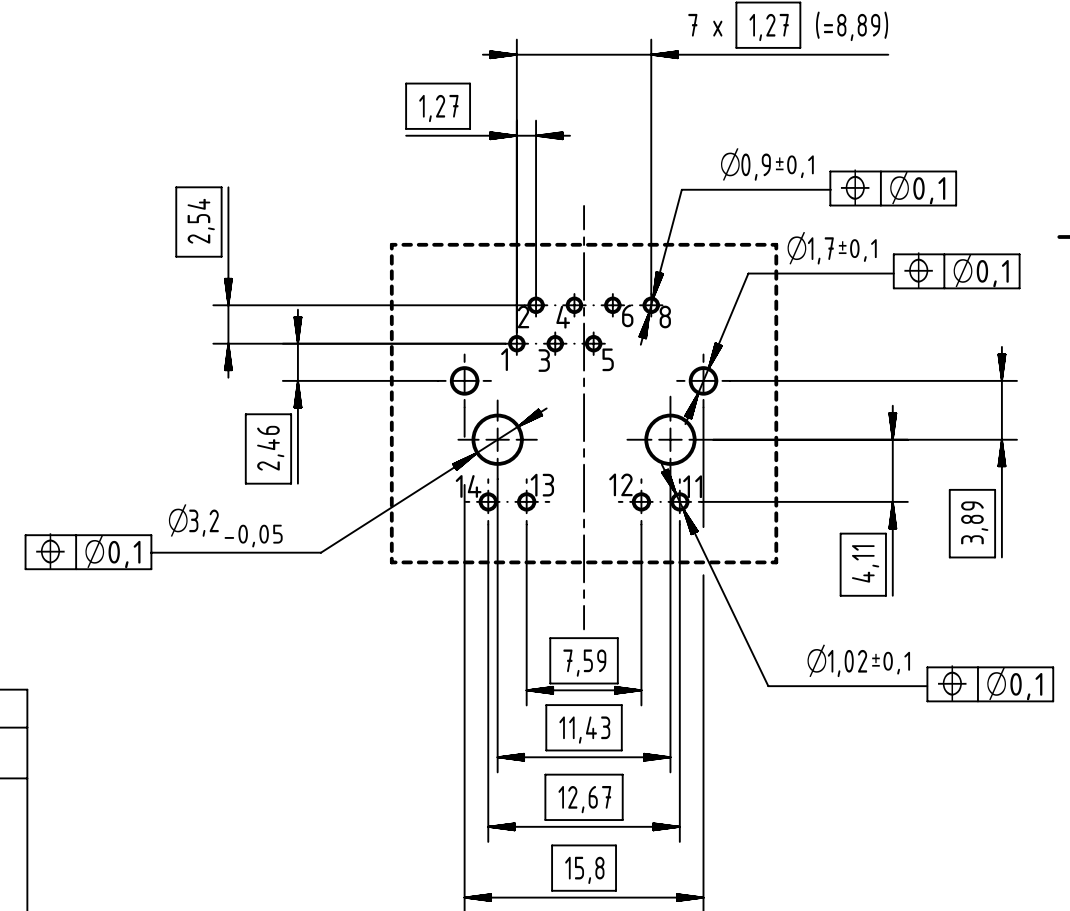 7 x 1,27 (=8,89)
1,27
Ø0,9±0,1
⌖ Ø0,1
2,54
Ø1,7±0,1
⌖ Ø0,1
2 4 6 8
1 3 5
2,46
14 13 12 11
Ø3,2 -0,05
⌖ Ø0,1
3,89
4,11
7,59
Ø1,02±0,1
⌖ Ø0,1
11,43
12,67
15,8